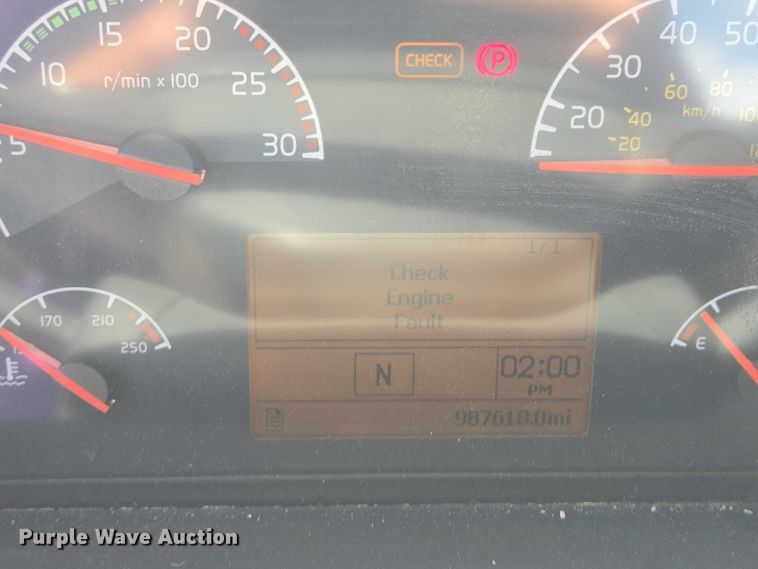 15 20 40 50
10 CHECK P 30
r/min x 100 25 60 80
km/h
20 40
5 30 20
1/1
Check
Engine
Fault
170 210
250 E
N 02:00
PM
987618.0mi
Purple Wave Auction